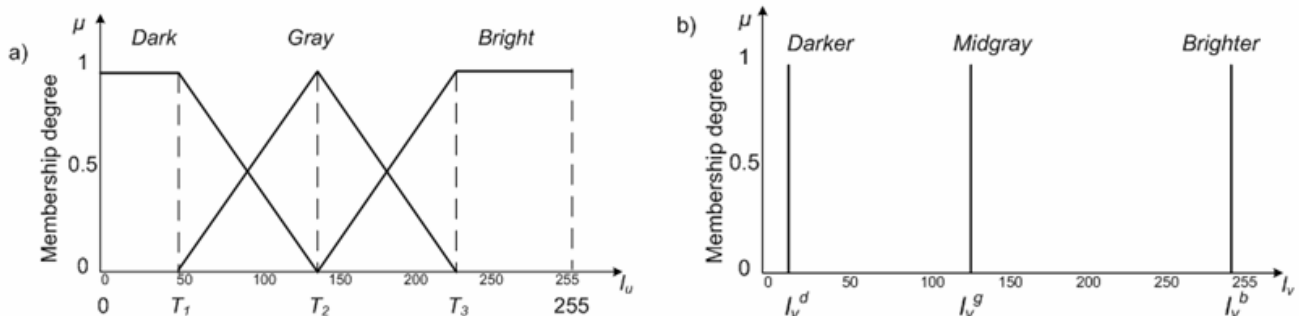 a)
μ
Dark Gray Bright
Membership degree
1
0.5
0
0 50 100 150 200 250 255
I_u
0 T_1 T_2 T_3 255
b)
μ
Darker Midgray Brighter
Membership degree
1
0.5
0
0 50 100 150 200 255
I_v
I_v^d I_v^g I_v^b